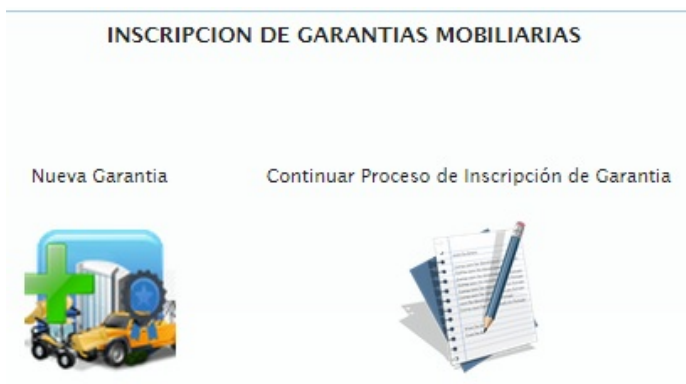 INSCRIPCION DE GARANTIAS MOBILIARIAS
Nueva Garantia
Continuar Proceso de Inscripción de Garantia